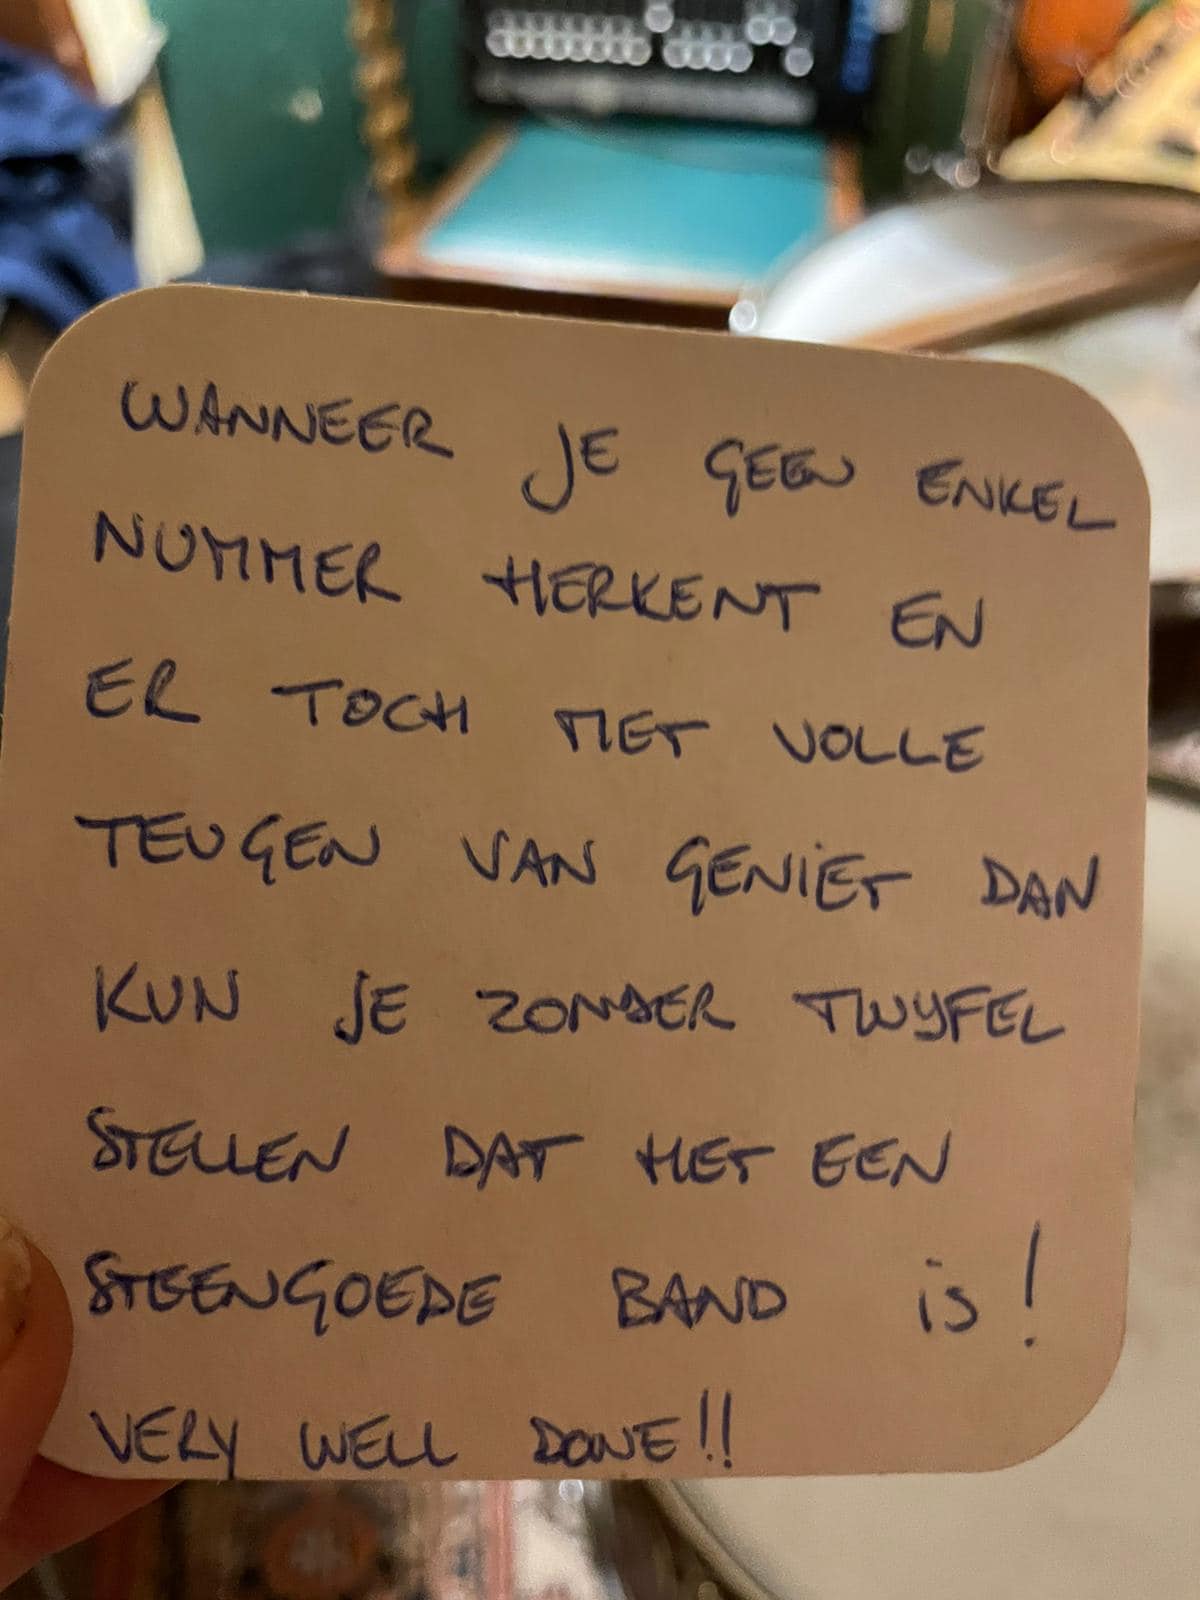 WANNEER JE GEEN ENKEL
NUMMER HERKENT EN
ER TOCH MET VOLLE
TEUGEN VAN GENIET DAN
KUN JE ZONDER TWYFEL
STELLEN DAT HET EEN
STEENGOEDE BAND is!
VERY WELL DONE!!